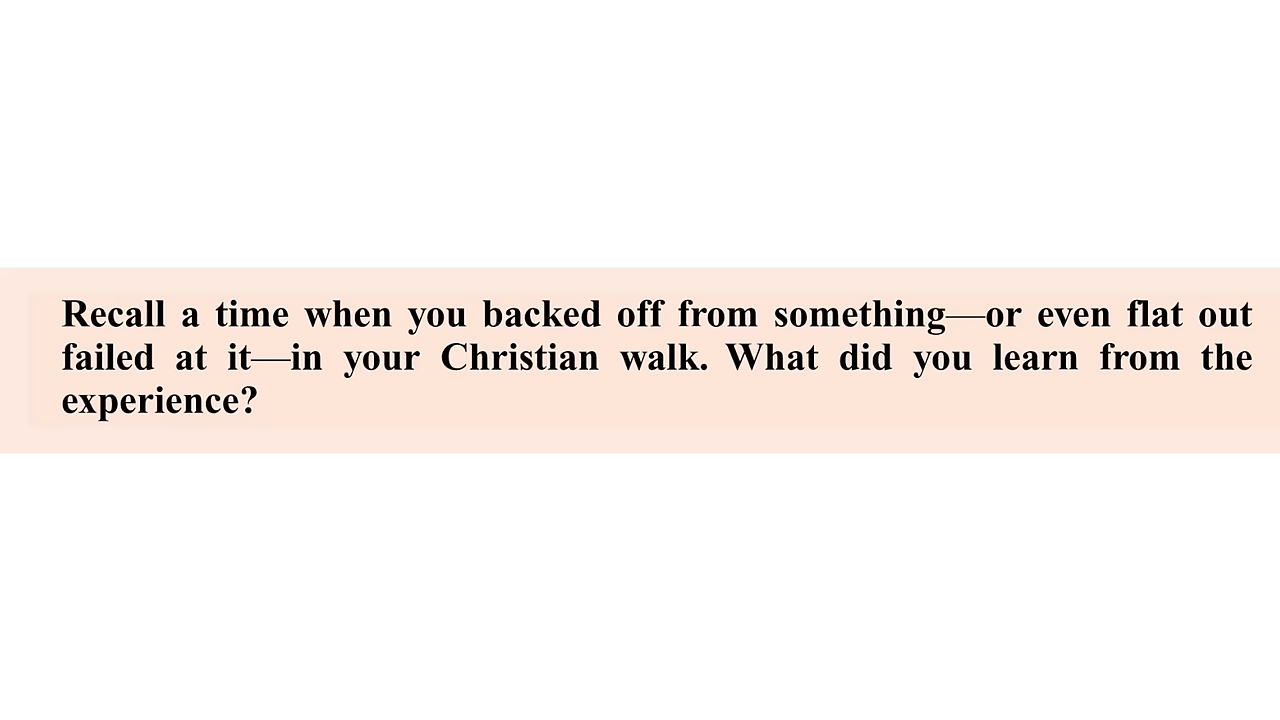 Recall a time when you backed off from something—or even flat out
failed at it—in your Christian walk. What did you learn from the
experience?